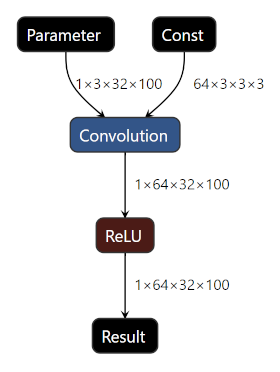 Parameter
Const
1×3×32×100
64×3×3×3
Convolution
1×64×32×100
ReLU
1×64×32×100
Result